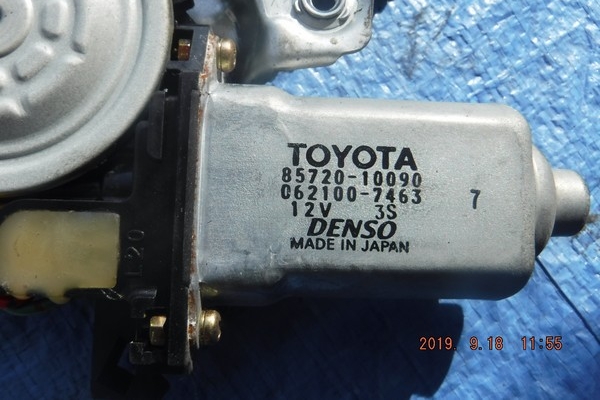 TOYOTA
85720-10090
062100-7463
12V 3S
7
DENSO
MADE IN JAPAN
L20
2019. 9.18 11:55